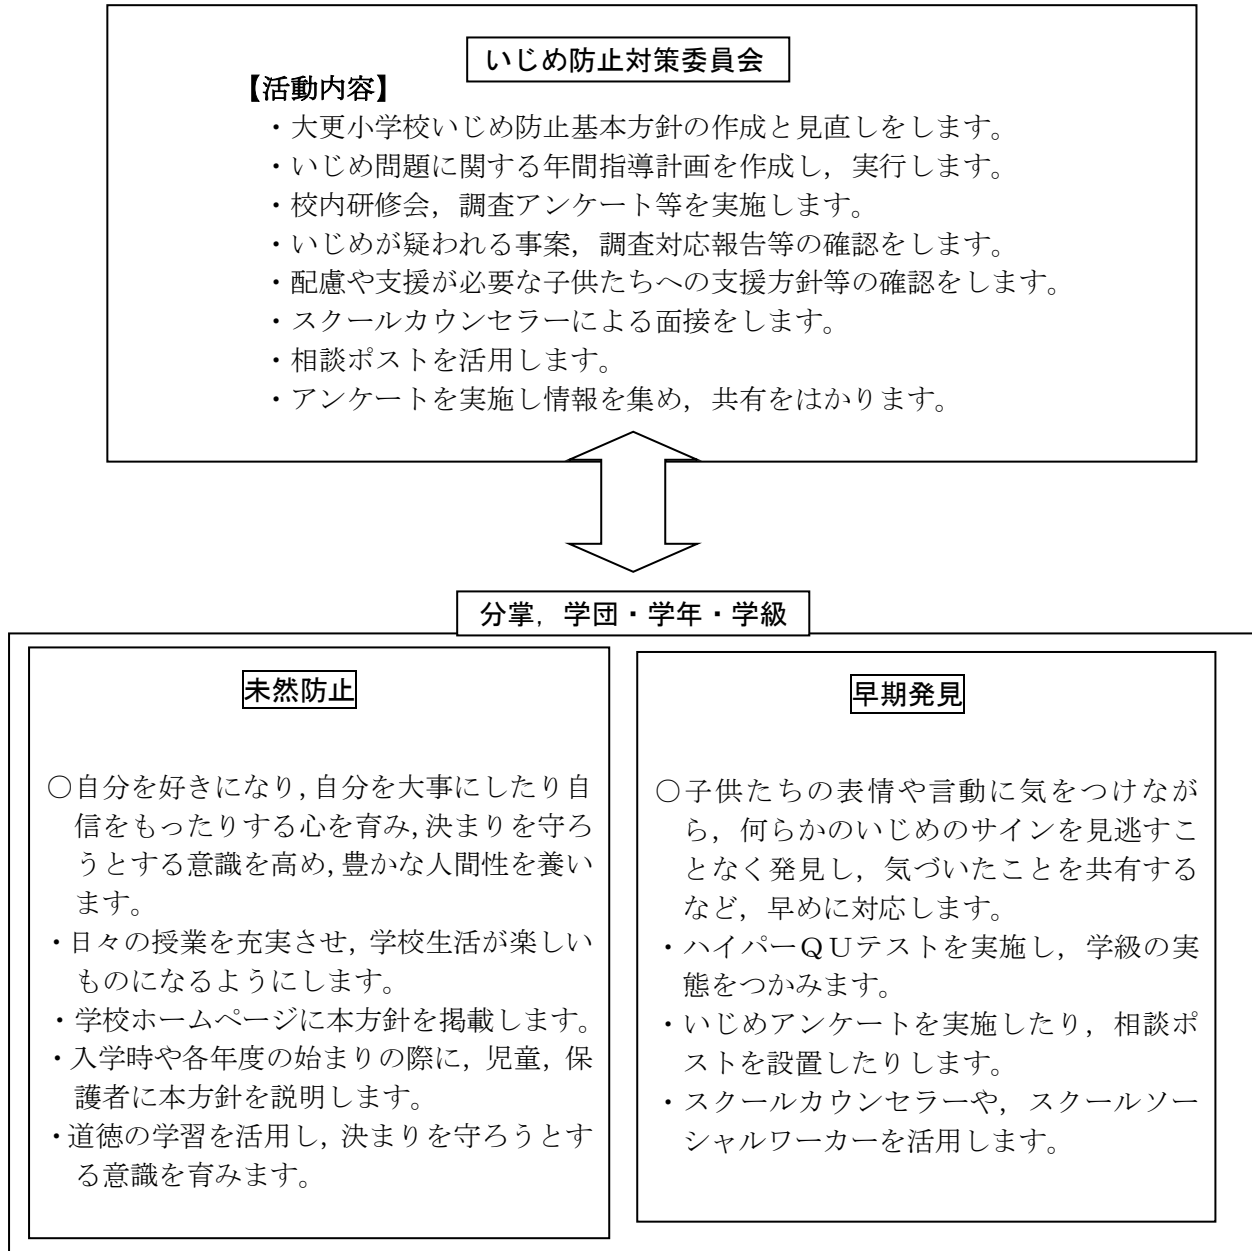 いじめ防止対策委員会
【活動内容】
・大更小学校いじめ防止基本方針の作成と見直しをします。
・いじめ問題に関する年間指導計画を作成し，実行します。
・校内研修会，調査アンケート等を実施します。
・いじめが疑われる事案，調査対応報告等の確認をします。
・配慮や支援が必要な子供たちへの支援方針等の確認をします。
・スクールカウンセラーによる面接をします。
・相談ポストを活用します。
・アンケートを実施し情報を集め，共有をはかります。
分掌，学団・学年・学級
未然防止
○自分を好きになり，自分を大事にしたり自
信をもったりする心を育み，決まりを守ろ
うとする意識を高め，豊かな人間性を養い
ます。
・日々の授業を充実させ，学校生活が楽しい
ものになるようにします。
・学校ホームページに本方針を掲載します。
・入学時や各年度の始まりの際に，児童，保
護者に本方針を説明します。
・道徳の学習を活用し，決まりを守ろうとす
る意識を育みます。
早期発見
○子供たちの表情や言動に気をつけなが
ら，何らかのいじめのサインを見逃すこ
となく発見し，気づいたことを共有する
など，早めに対応します。
・ハイパーＱＵテストを実施し，学級の実
態をつかみます。
・いじめアンケートを実施したり，相談ポ
ストを設置したりします。
・スクールカウンセラーや，スクールソー
シャルワーカーを活用します。